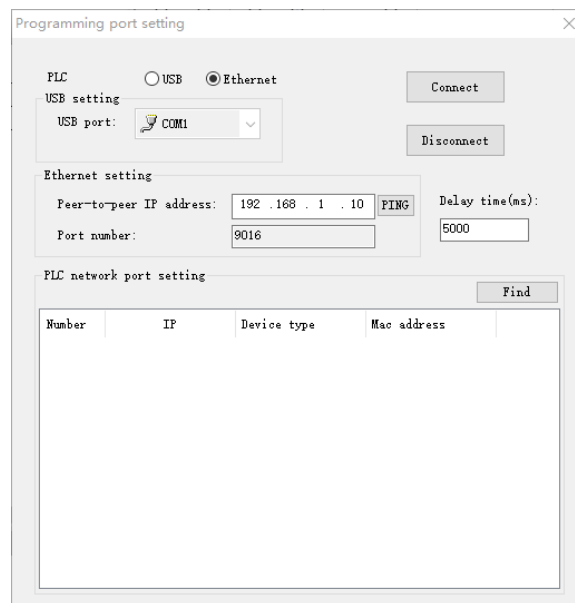 Programming port setting
PLC USB Ethernet
USB setting
USB port: COM1
Connect
Disconnect
Ethernet setting
Peer-to-peer IP address: 192 .168 . 1 . 10 PING
Port number: 9016
Delay time(ms):
5000
PLC network port setting
Find
Number IP Device type Mac address